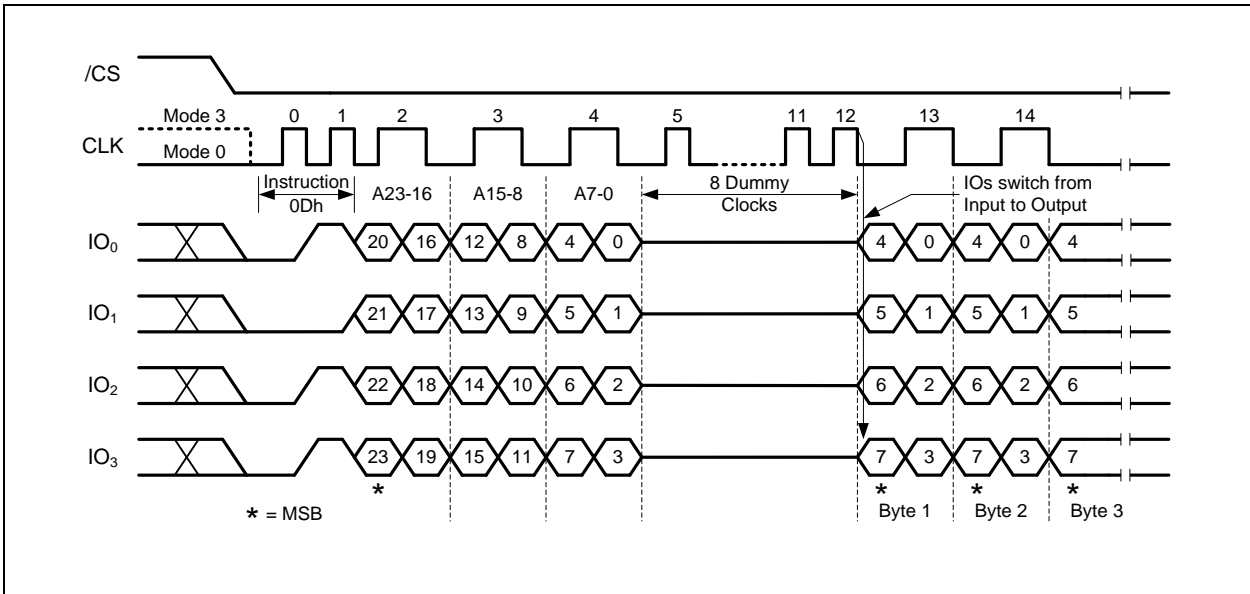 /CS
Mode 3 0 1 2 3 4 5 11 12 13 14
CLK
Mode 0
Instruction
0Dh
A23-16 A15-8 A7-0
8 Dummy
Clocks
IOs switch from
Input to Output
IO0 20 16 12 8 4 0 4 0 4 0 4
IO1 21 17 13 9 5 1 5 1 5 1 5
IO2 22 18 14 10 6 2 6 2 6 2 6
IO3 23 19 15 11 7 3 7 3 7 3 7
* * * *
* = MSB
Byte 1 Byte 2 Byte 3